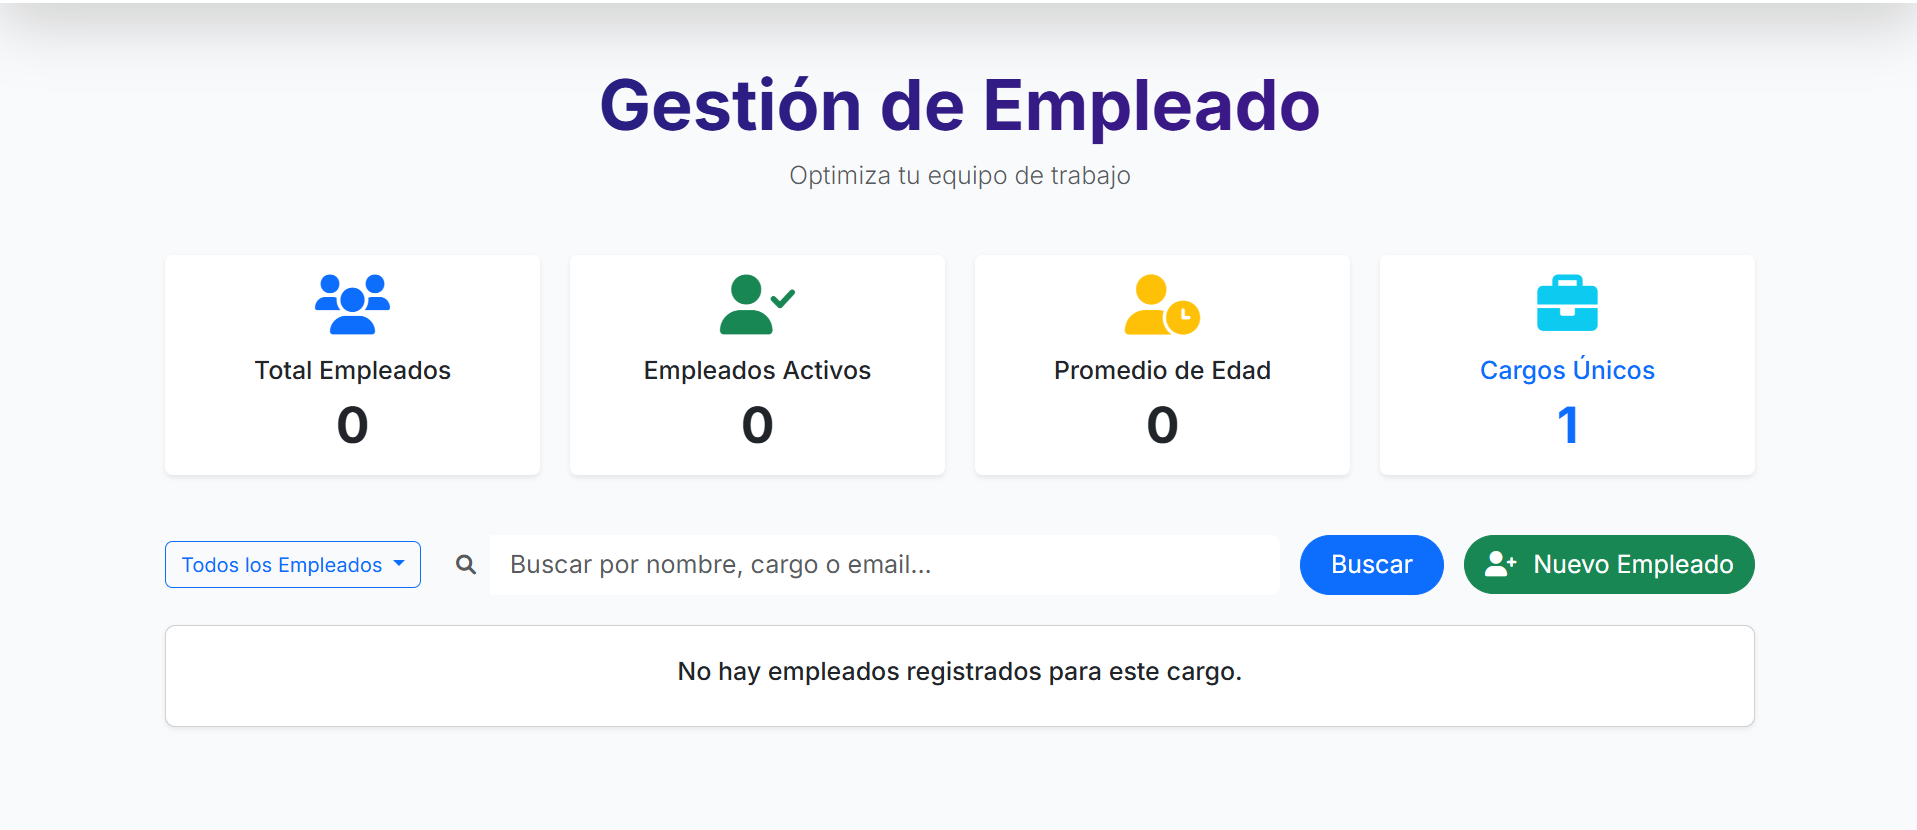 Gestión de Empleado
Optimiza tu equipo de trabajo
Total Empleados
0
Empleados Activos
0
Promedio de Edad
0
Cargos Únicos
1
Todos los Empleados
Buscar por nombre, cargo o email...
Buscar
Nuevo Empleado
No hay empleados registrados para este cargo.